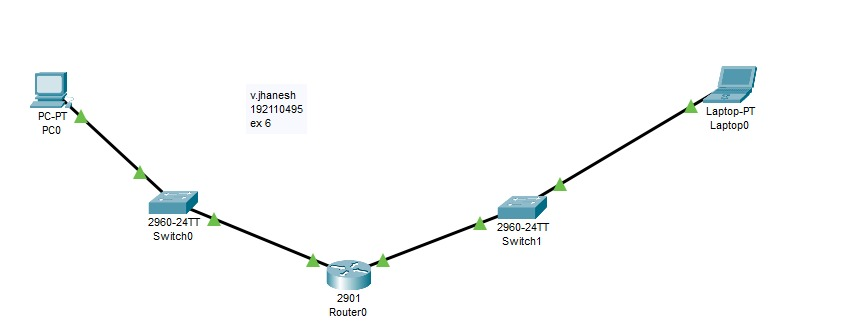 v.jhanesh
192110495
ex 6
PC-PT
PC0
Laptop-PT
Laptop0
2960-24TT
Switch0
2960-24TT
Switch1
2901
Router0